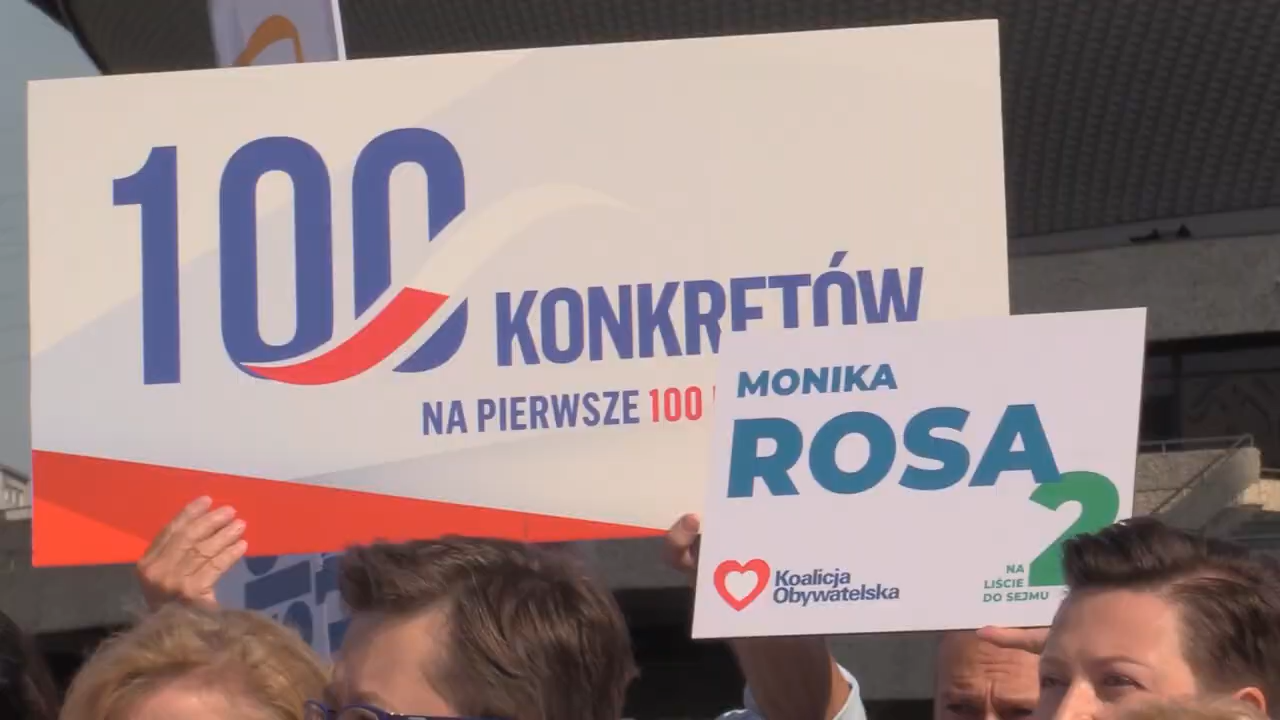 100
KONKRETÓW
NA PIERWSZE 100
MONIKA
ROSA
2
NA
LIŚCIE
DO SEJMU
Koalicja
Obywatelska